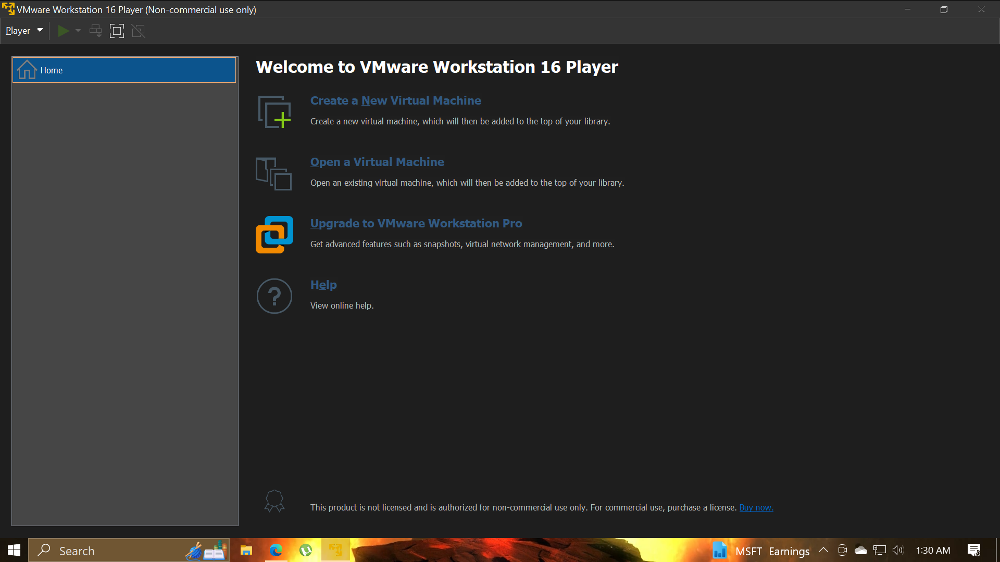 VMware Workstation 16 Player (Non-commercial use only)
Player
Home
Welcome to VMware Workstation 16 Player
Create a New Virtual Machine
Create a new virtual machine, which will then be added to the top of your library.
Open a Virtual Machine
Open an existing virtual machine, which will then be added to the top of your library.
Upgrade to VMware Workstation Pro
Get advanced features such as snapshots, virtual network management, and more.
Help
View online help.
This product is not licensed and is authorized for non-commercial use only. For commercial use, purchase a license. Buy now.
Search
MSFT Earnings
1:30 AM